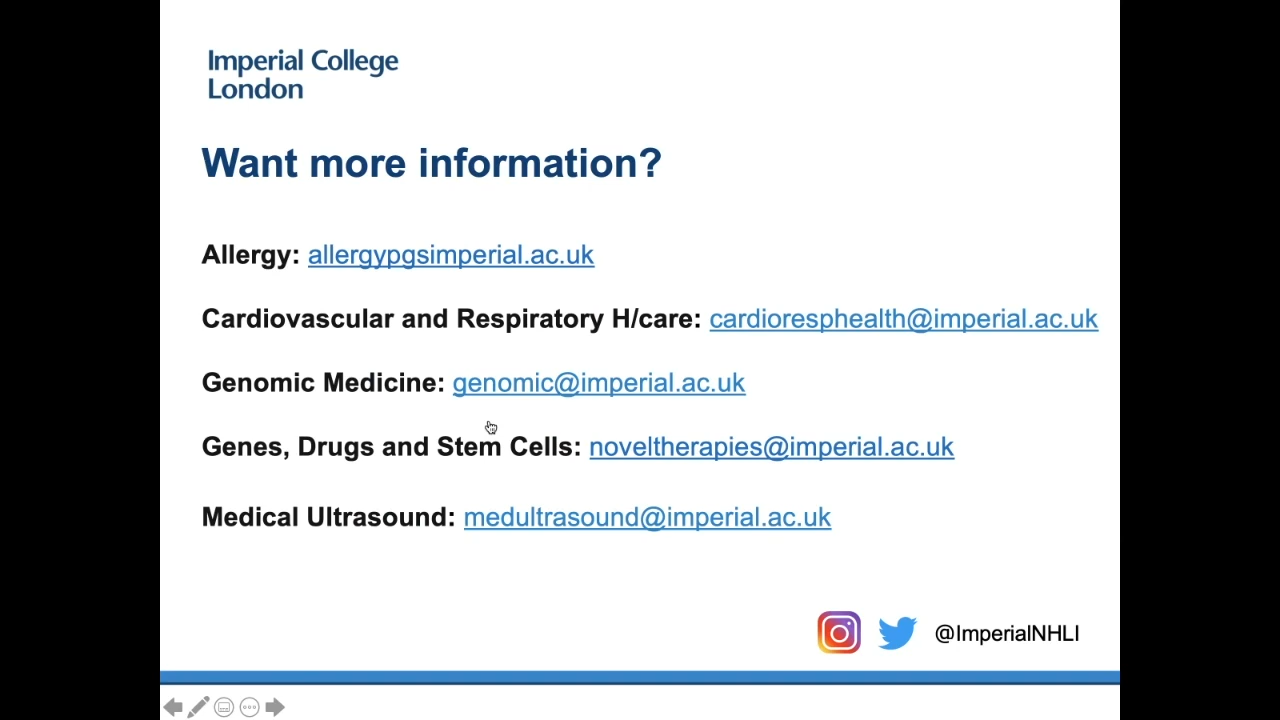 Imperial College
London
Want more information?
Allergy: allergypgsimperial.ac.uk
Cardiovascular and Respiratory H/care: cardioresphealth@imperial.ac.uk
Genomic Medicine: genomic@imperial.ac.uk
Genes, Drugs and Stem Cells: noveltherapies@imperial.ac.uk
Medical Ultrasound: medultrasound@imperial.ac.uk
@ImperialNHLI